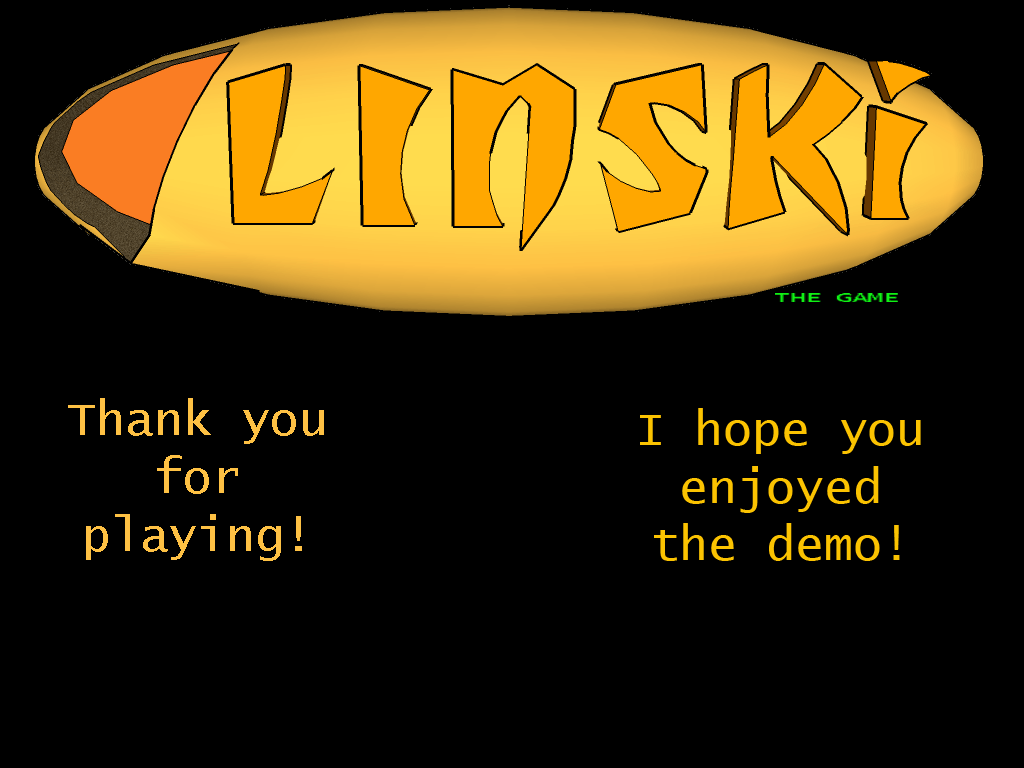 LINSKi
THE GAME
Thank you
for
playing!
I hope you
enjoyed
the demo!